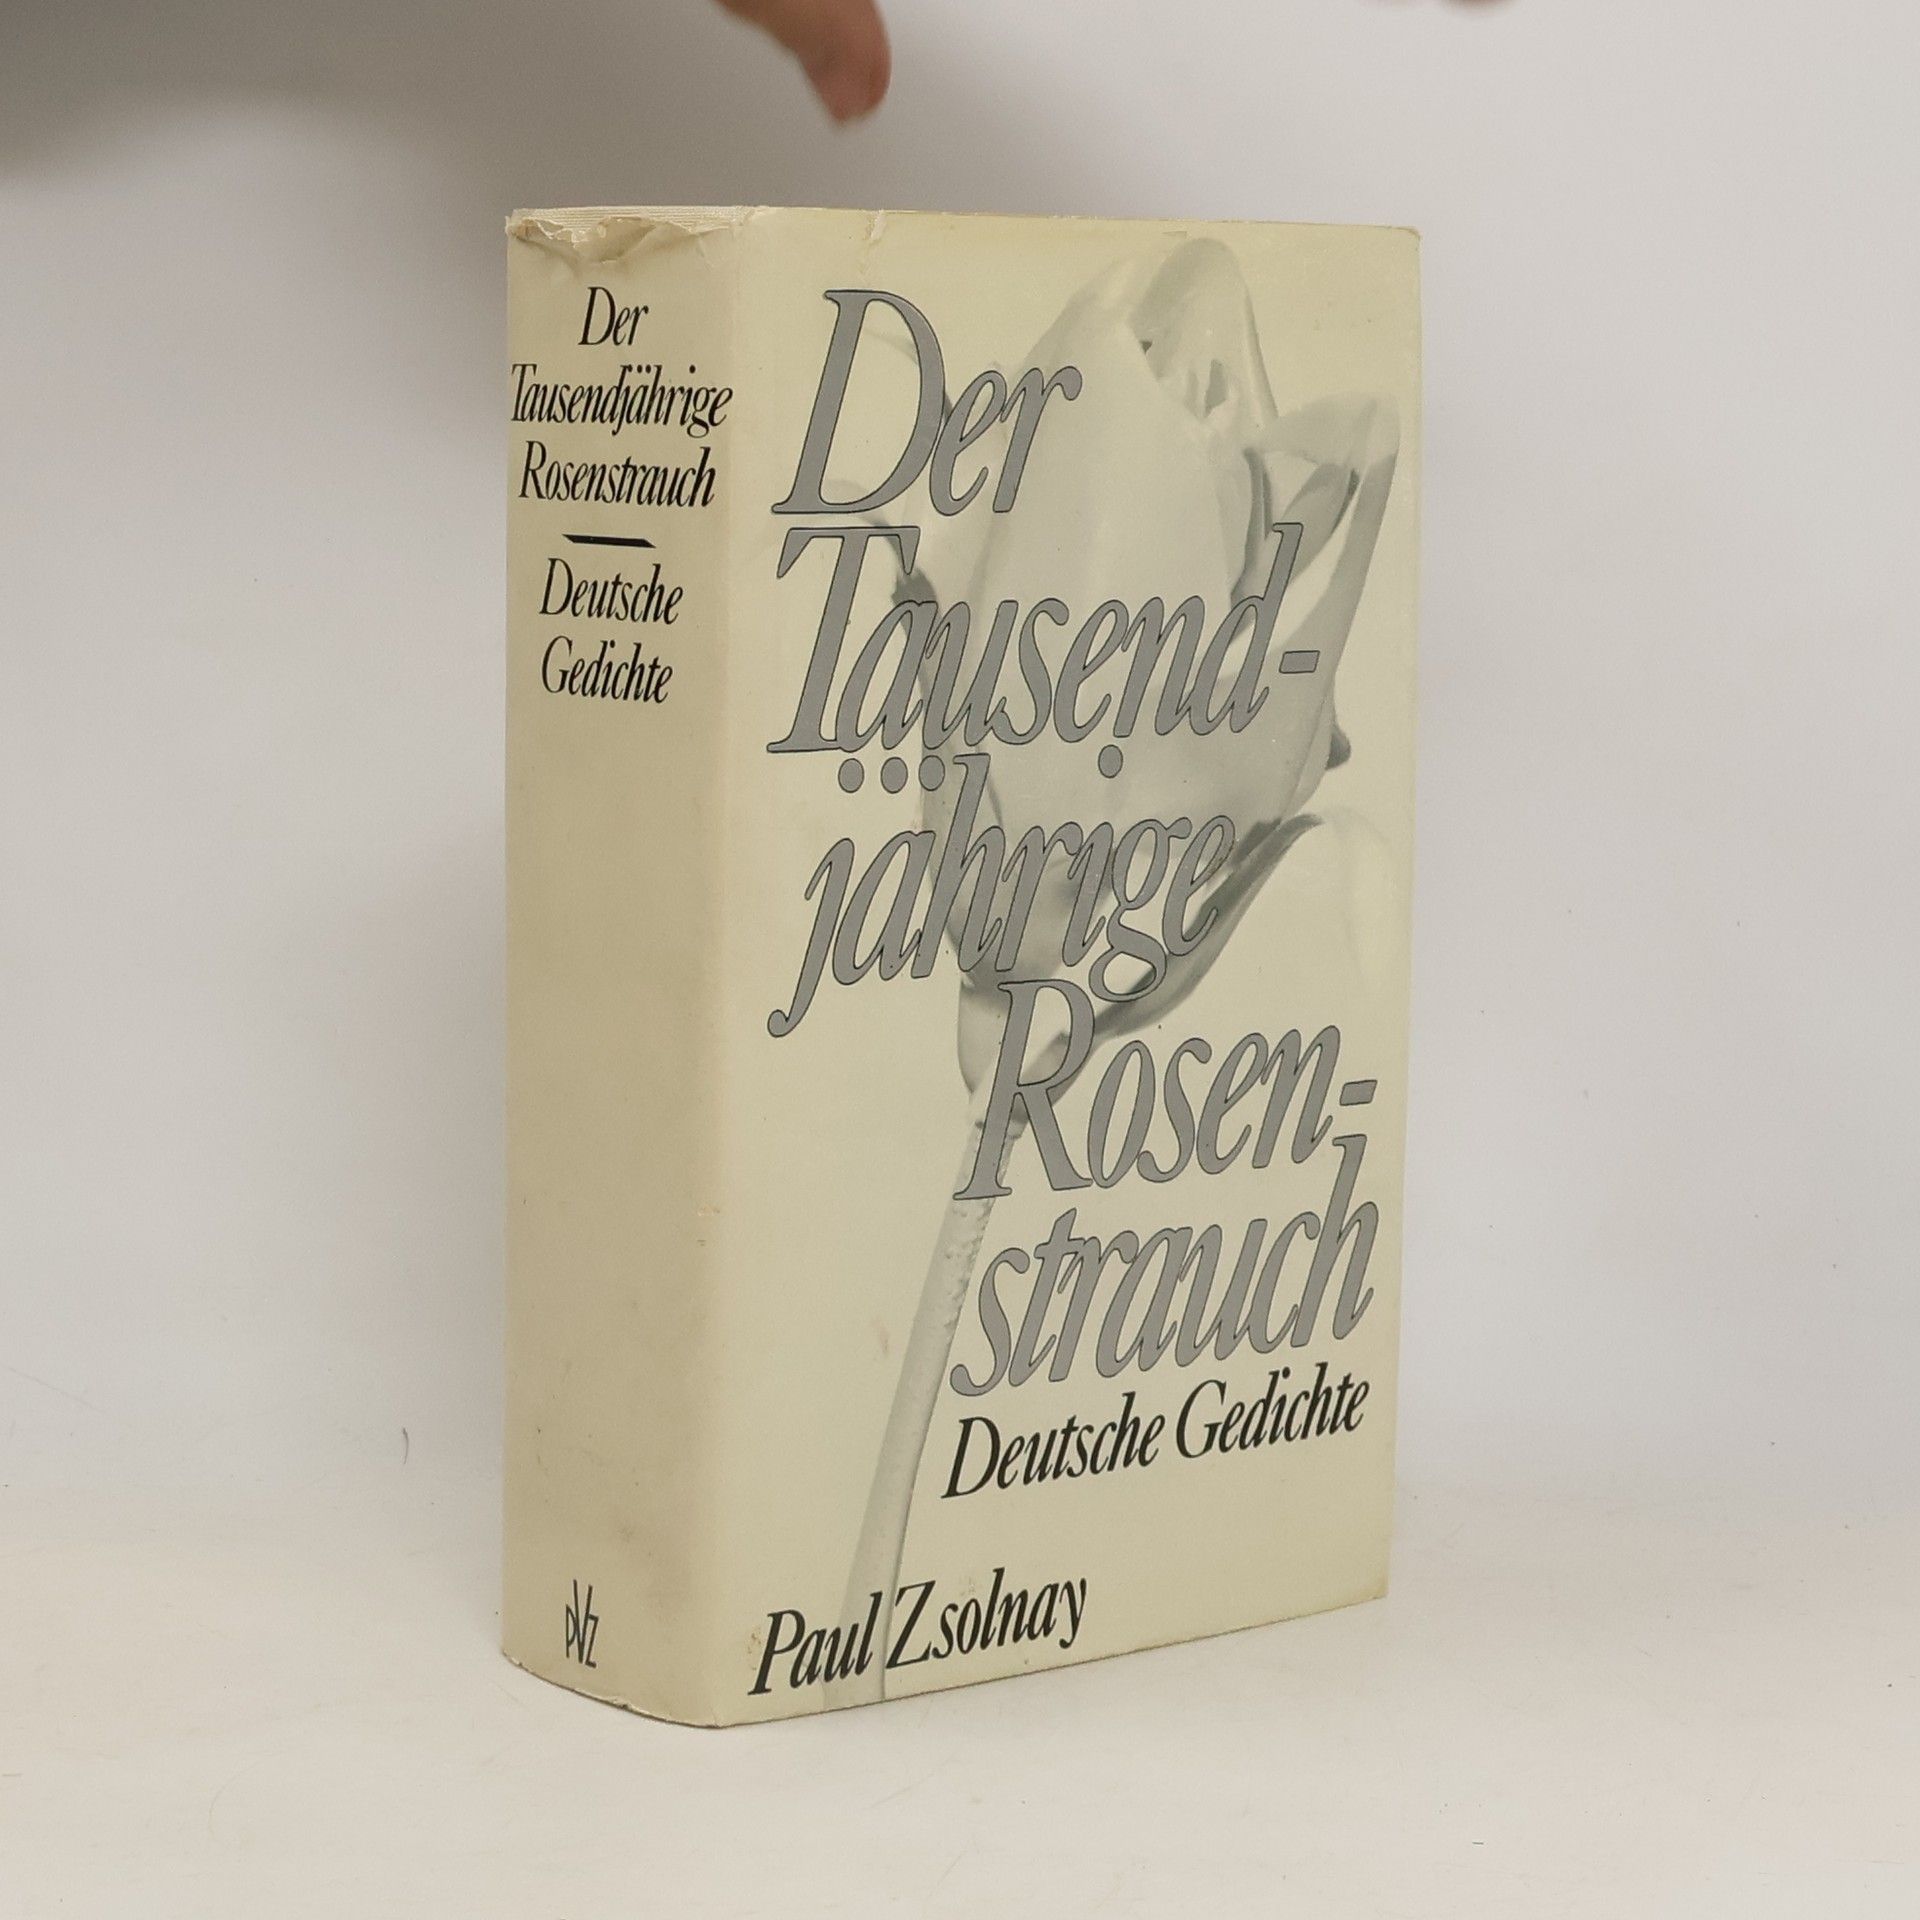 Der
Tausendjährige
Rosenstrauch
Deutsche
Gedichte
PVZ
Der
Tausend-
jährige
Rosen-
strauch
Deutsche Gedichte
Paul Zsolnay